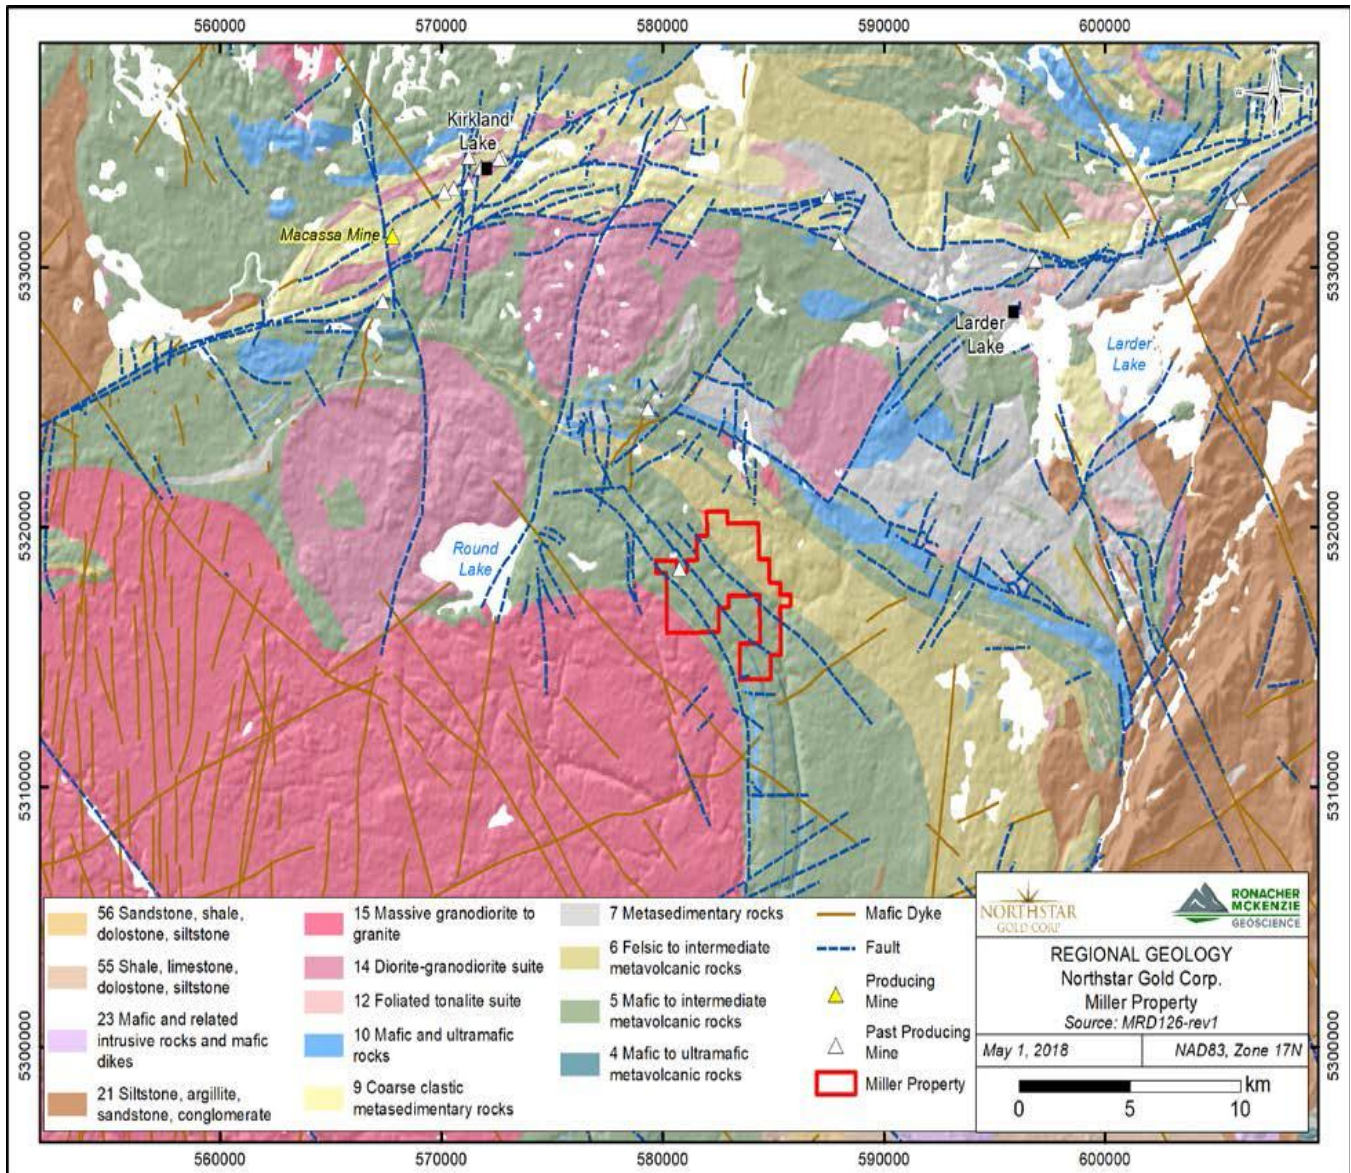 560000 570000 580000 590000 600000
N
W E
S
Kirkland
Lake
Macassa Mine
5330000 5330000
Larder
Lake
Larder
Lake
5320000 5320000
Round
Lake
5310000 5310000
5300000 5300000
56 Sandstone, shale,
dolostone, siltstone
55 Shale, limestone,
dolostone, siltstone
23 Mafic and related
intrusive rocks and mafic
dikes
21 Siltstone, argillite,
sandstone, conglomerate
15 Massive granodiorite to
granite
14 Diorite-granodiorite suite
12 Foliated tonalite suite
10 Mafic and ultramafic
rocks
9 Coarse clastic
metasedimentary rocks
7 Metasedimentary rocks
6 Felsic to intermediate
metavolcanic rocks
5 Mafic to intermediate
metavolcanic rocks
4 Mafic to ultramafic
metavolcanic rocks
Mafic Dyke
Fault
Producing
Mine
Past Producing
Mine
Miller Property
NORTHSTAR
GOLD CORP.
RONACHER
MCKENZIE
GEOSCIENCE
REGIONAL GEOLOGY
Northstar Gold Corp.
Miller Property
Source: MRD126-rev1
May 1, 2018 NAD83, Zone 17N
km
0 5 10
560000 570000 580000 590000 600000